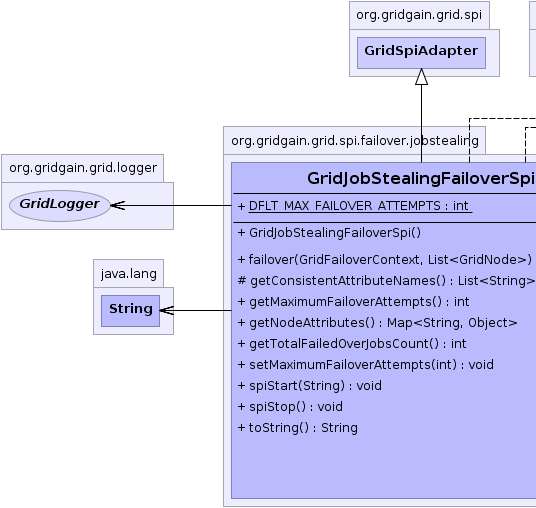 org.gridgain.grid.spi
GridSpiAdapter
org.gridgain.grid.spi.failover.jobstealing
org.gridgain.grid.logger
GridLogger
GridJobStealingFailoverSpi
+ DFLT_MAX_FAILOVER_ATTEMPTS : int
+ GridJobStealingFailoverSpi()
+ failover(GridFailoverContext, List<GridNode>)
# getConsistentAttributeNames() : List<String>
+ getMaximumFailoverAttempts() : int
+ getNodeAttributes() : Map<String, Object>
+ getTotalFailedOverJobsCount() : int
+ setMaximumFailoverAttempts(int) : void
+ spiStart(String) : void
+ spiStop() : void
+ toString() : String
java.lang
String